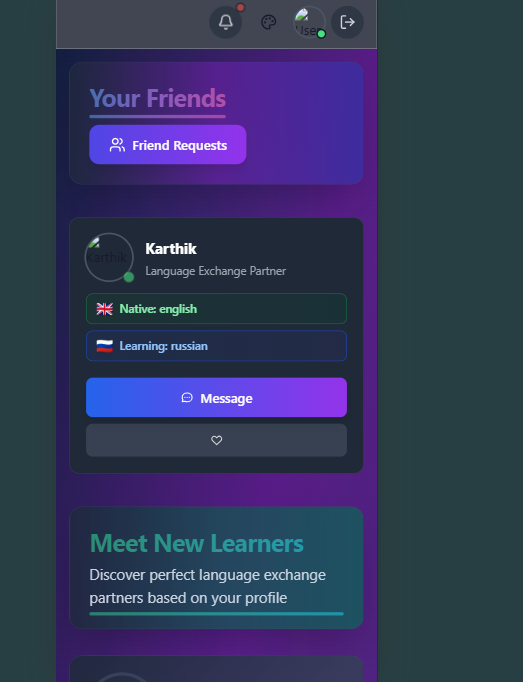 User
Your Friends
Friend Requests
Karthik
Karthik
Language Exchange Partner
Native: english
Learning: russian
Message
Meet New Learners
Discover perfect language exchange
partners based on your profile